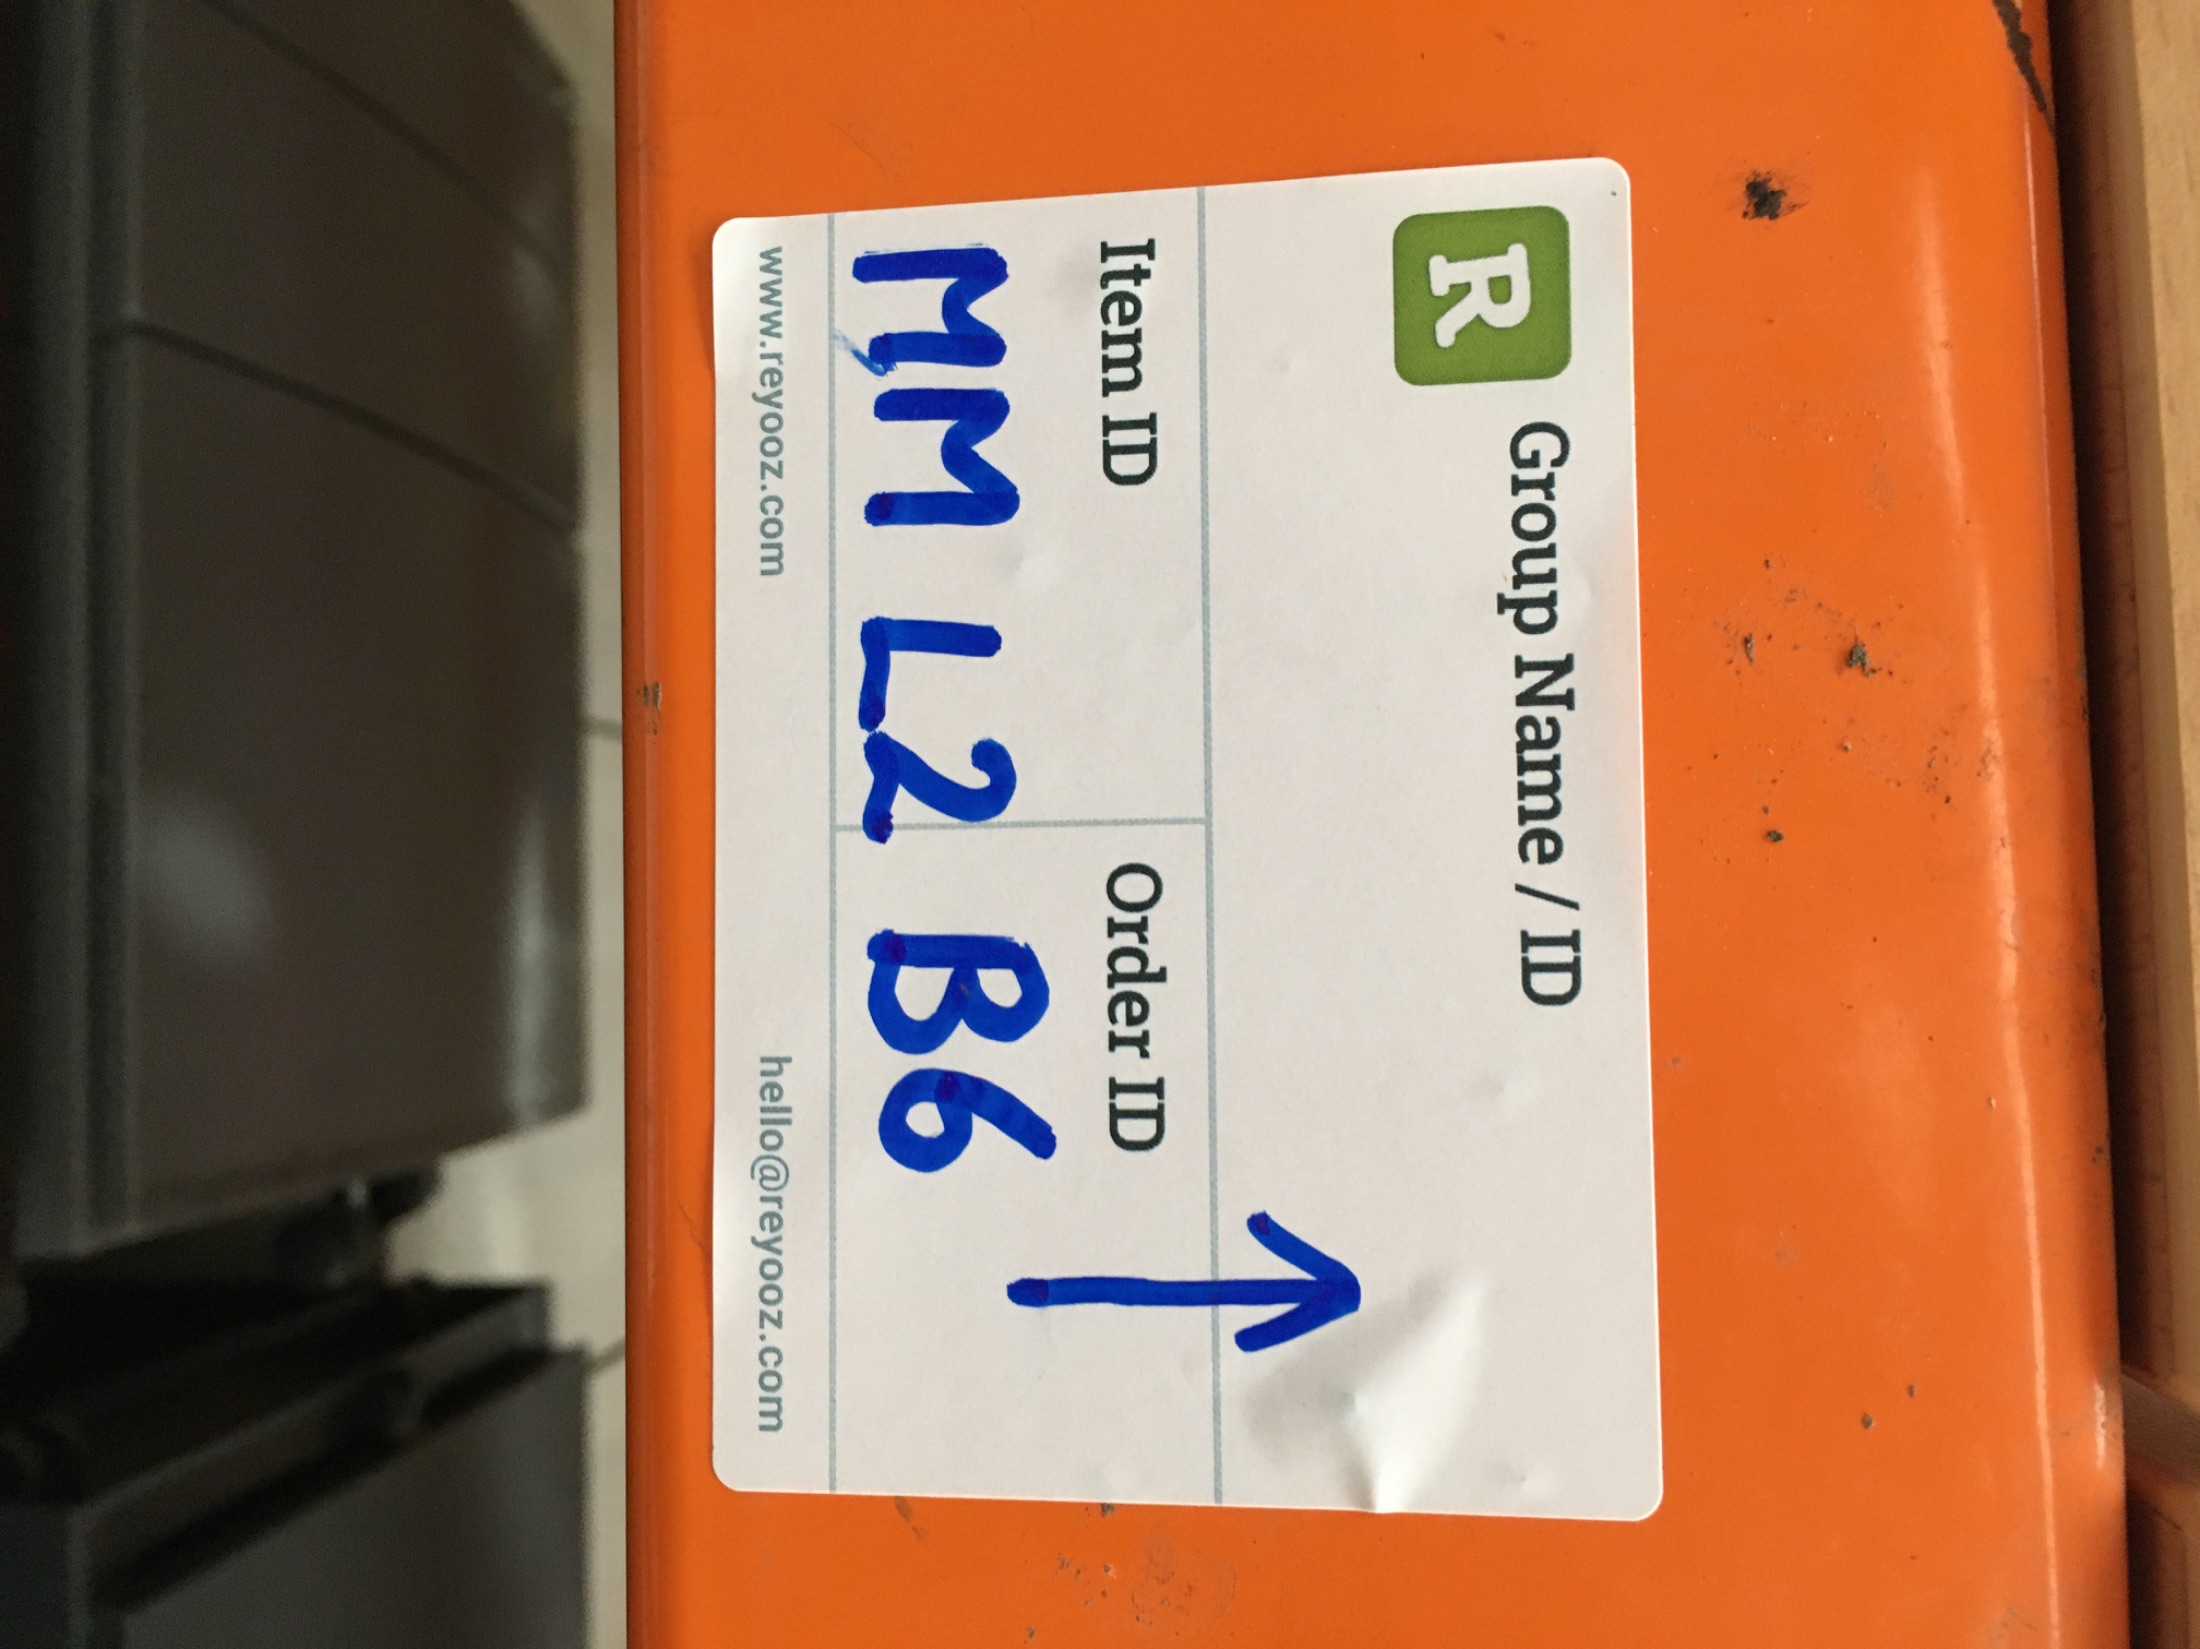 R Group Name / ID
Item ID Order ID
MM L2 B6
www.reyooz.com hello@reyooz.com